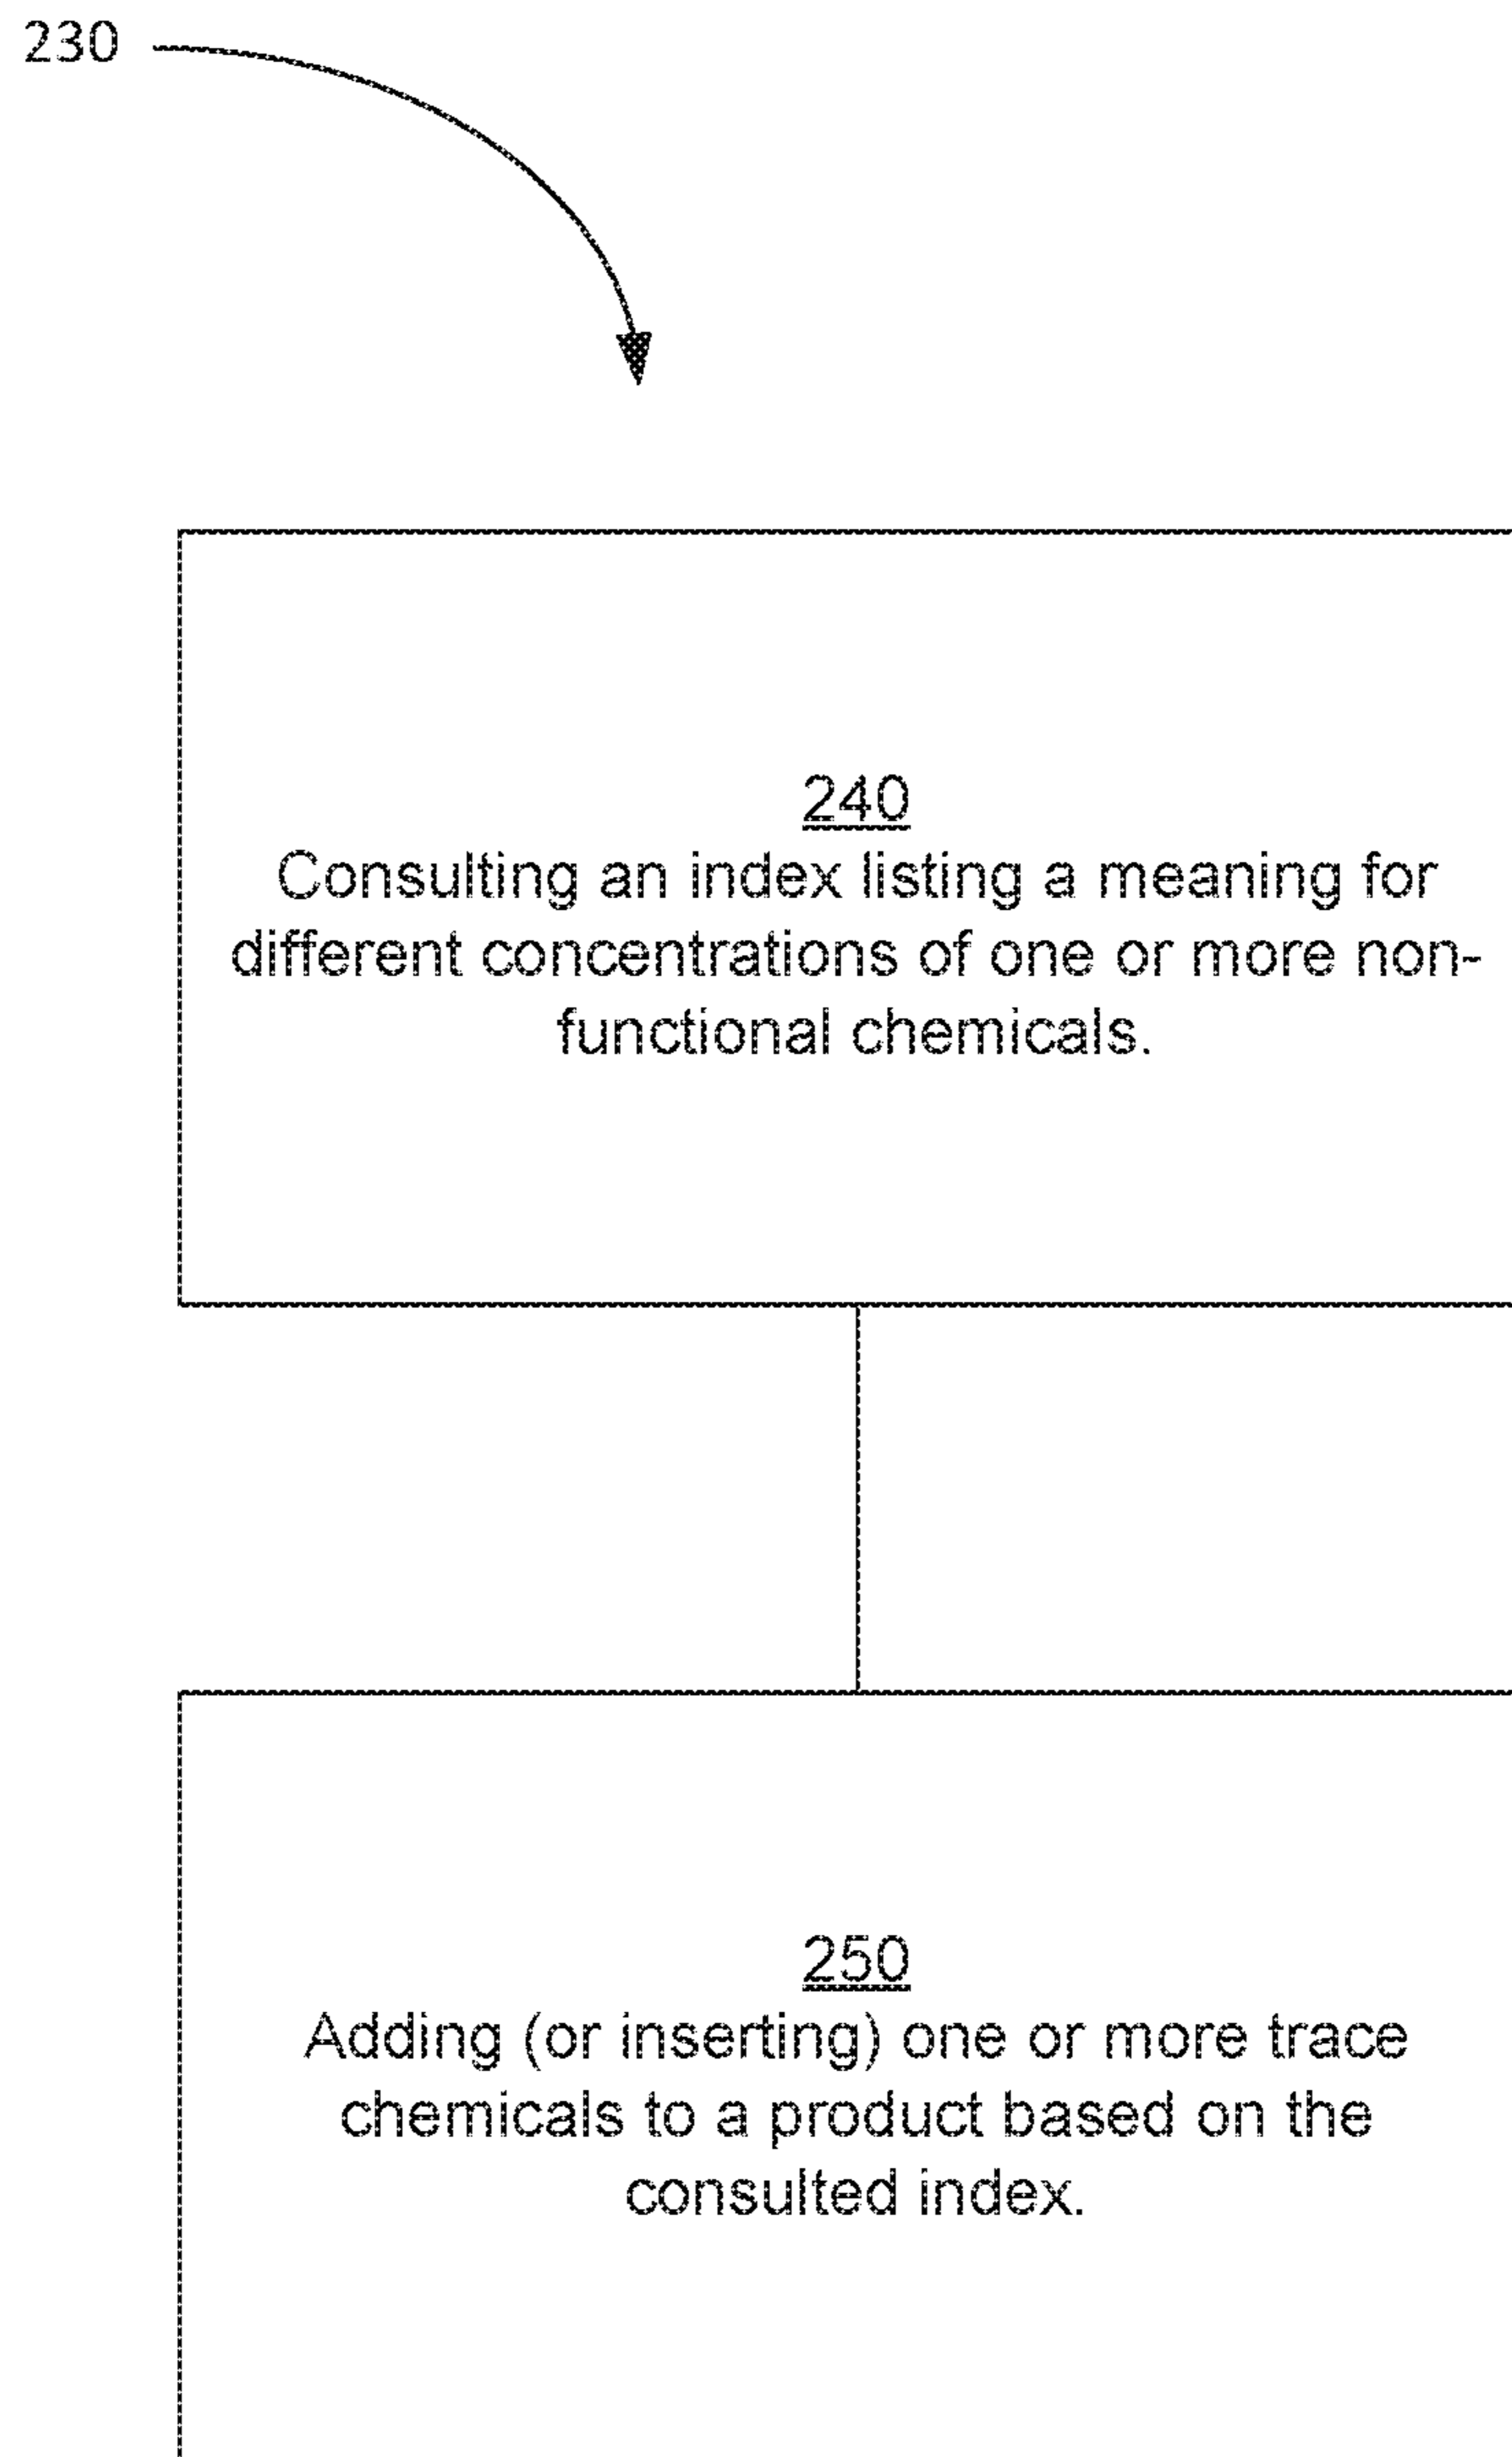 230
240
Consulting an index listing a meaning for
different concentrations of one or more non-
functional chemicals.
250
Adding (or inserting) one or more trace
chemicals to a product based on the
consulted index.